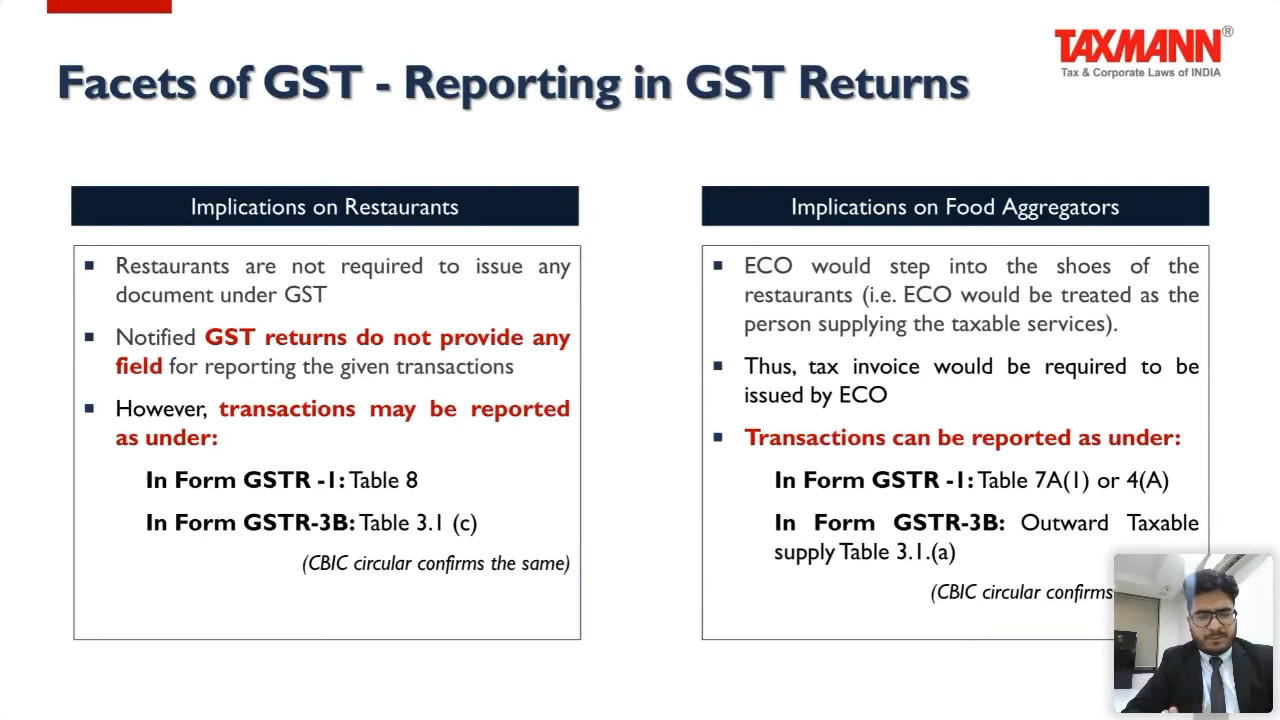 TAXMANN®
Tax & Corporate Laws of INDIA
Facets of GST - Reporting in GST Returns
Implications on Restaurants
▪ Restaurants are not required to issue any
document under GST
▪ Notified GST returns do not provide any
field for reporting the given transactions
▪ However, transactions may be reported
as under:
In Form GSTR -1: Table 8
In Form GSTR-3B: Table 3.1 (c)
(CBIC circular confirms the same)
Implications on Food Aggregators
▪ ECO would step into the shoes of the
restaurants (i.e. ECO would be treated as the
person supplying the taxable services).
▪ Thus, tax invoice would be required to be
issued by ECO
▪ Transactions can be reported as under:
In Form GSTR -1: Table 7A(1) or 4(A)
In Form GSTR-3B: Outward Taxable
supply Table 3.1.(a)
(CBIC circular confirms